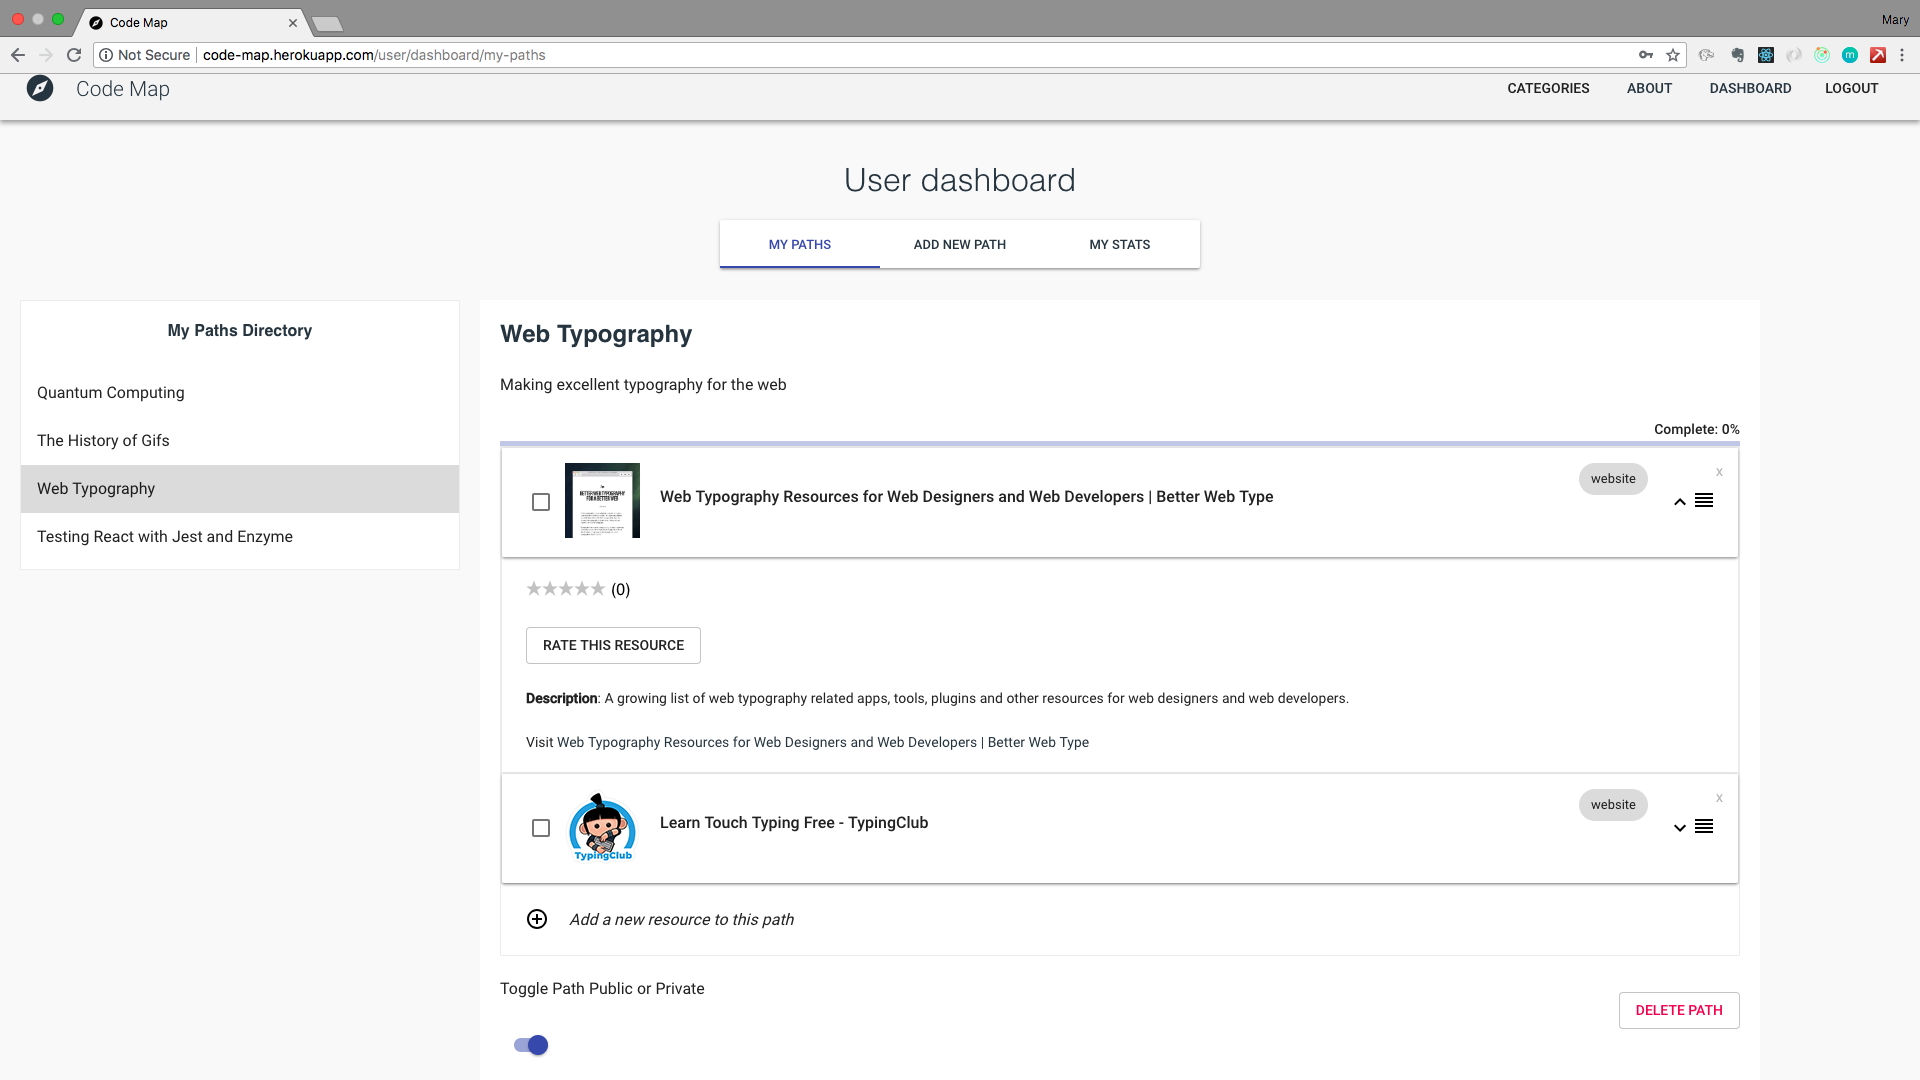 Code Map
Mary
Not Secure
code-map.herokuapp.com/user/dashboard/my-paths
m
Code Map
CATEGORIES
ABOUT
DASHBOARD
LOGOUT
User dashboard
MY PATHS
ADD NEW PATH
MY STATS
My Paths Directory
Quantum Computing
The History of Gifs
Web Typography
Testing React with Jest and Enzyme
Web Typography
Making excellent typography for the web
Complete: 0%
BETTER WEB TYPOGRAPHY
FOR A BETTER WEB
Web Typography Resources for Web Designers and Web Developers | Better Web Type
website
x
(0)
RATE THIS RESOURCE
Description: A growing list of web typography related apps, tools, plugins and other resources for web designers and web developers.
Visit Web Typography Resources for Web Designers and Web Developers | Better Web Type
TypingClub
Learn Touch Typing Free - TypingClub
website
x
Add a new resource to this path
Toggle Path Public or Private
DELETE PATH